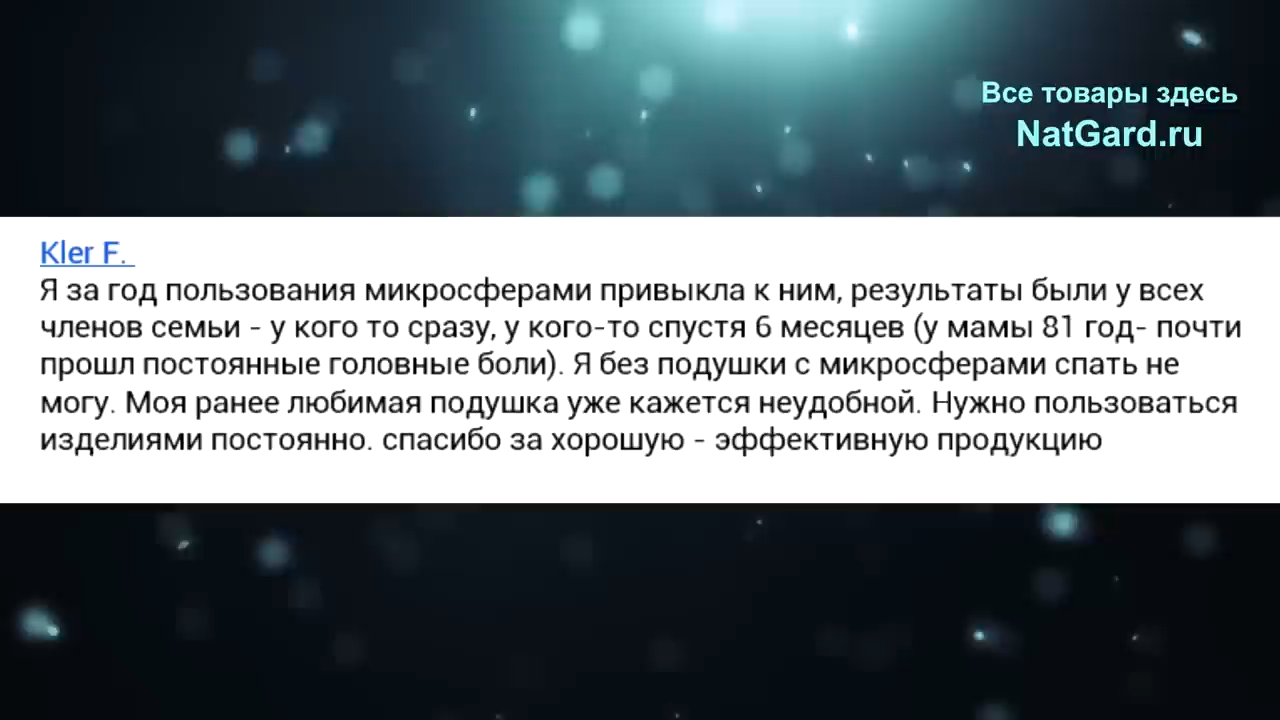 Все товары здесь
NatGard.ru
Kler F.
Я за год пользования микросферами привыкла к ним, результаты были у всех
членов семьи - у кого то сразу, у кого-то спустя 6 месяцев (у мамы 81 год- почти
прошл постоянные головные боли). Я без подушки с микросферами спать не
могу. Моя ранее любимая подушка уже кажется неудобной. Нужно пользоваться
изделиями постоянно. спасибо за хорошую - эффективную продукцию